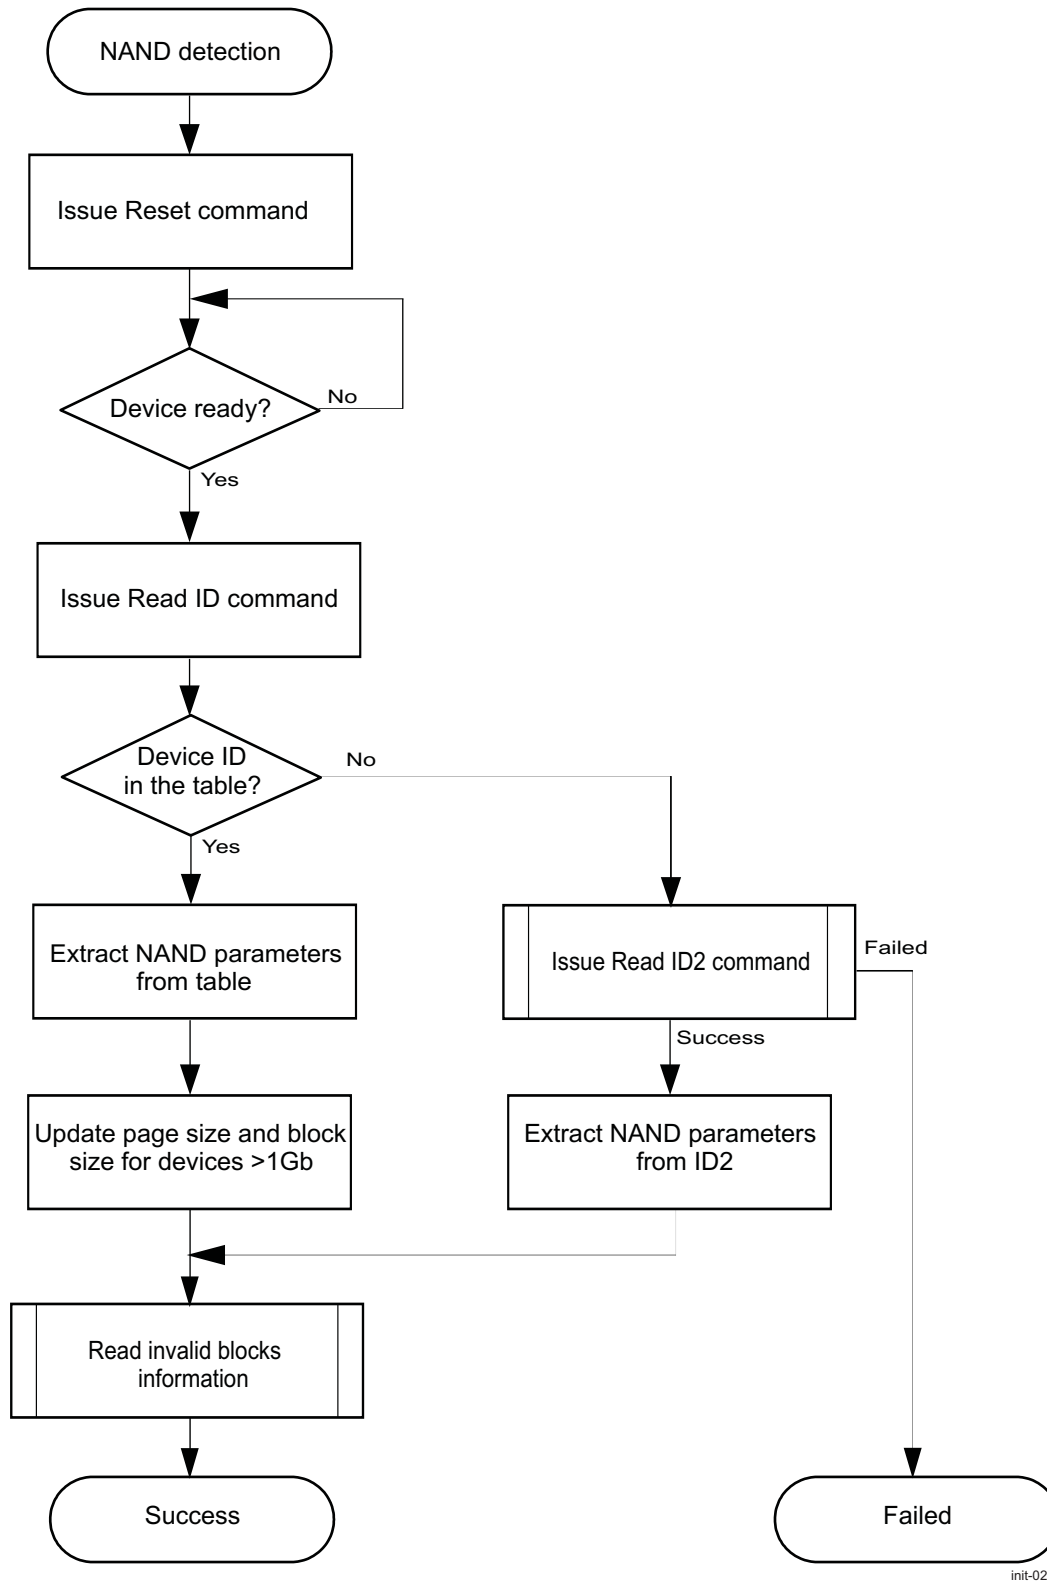 NAND detection
Issue Reset command
Device ready?
No
Yes
Issue Read ID command
Device ID
in the table?
No
Yes
Extract NAND parameters
from table
Issue Read ID2 command
Failed
Success
Update page size and block
size for devices >1Gb
Extract NAND parameters
from ID2
Read invalid blocks
information
Success
Failed
init-02